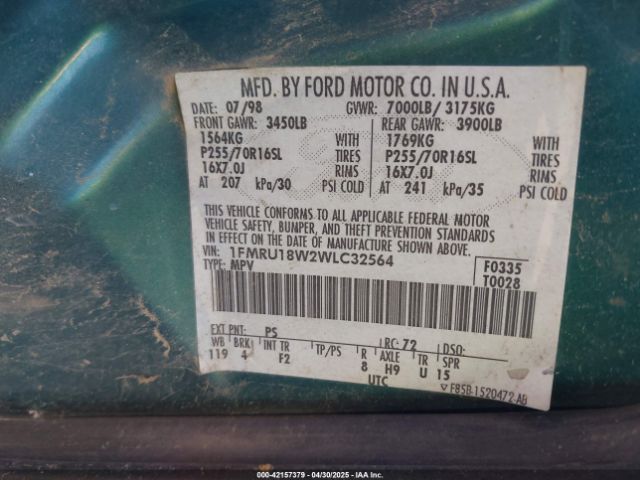 MFD. BY FORD MOTOR CO. IN U.S.A.
DATE: 07/98 GVWR: 7000LB/ 3175KG
FRONT GAWR: 3450LB REAR GAWR: 3900LB
1564KG WITH 1769KG WITH
P255/70R16SL TIRES P255/70R16SL TIRES
16X7.0J RIMS 16X7.0J RIMS
AT 207 kPa/30 PSI COLD AT 241 kPa/35 PSI COLD
THIS VEHICLE CONFORMS TO ALL APPLICABLE FEDERAL MOTOR
VEHICLE SAFETY, BUMPER, AND THEFT PREVENTION STANDARDS
IN EFFECT ON THE DATE OF MANUFACTURE SHOWN ABOVE.
VIN: 1FMRU18W2WLC32564 F0335
TYPE: MPV T0028
EXT PNT: PS RC: 72 DSO:
WB BRK INT TR TP/PS R AXLE TR SPR
119 4 F2 8 H9 U 15
UTC
▼ F85B-1520472-AB
000-42157379 - 04/30/2025 - IAAI.COM